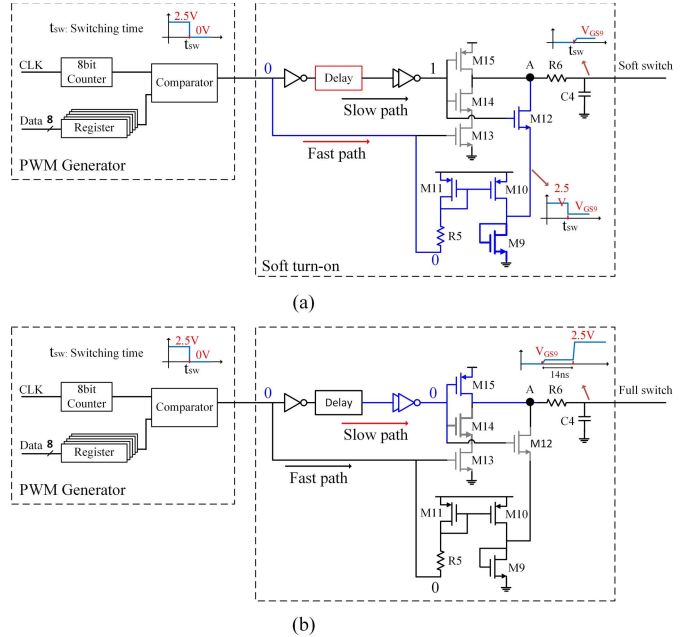 2.5V
0V
tsw: Switching time
tsw
CLK
8bit
Counter
Comparator
Data 8
Register
PWM Generator
0
Delay
1
M15
Slow path
M14
M13
Fast path
M11
M10
R5
0
M9
Soft turn-on
A
R6
C4
M12
VGS9
tsw
Soft switch
2.5
V
VGS9
tsw
(a)
2.5V
0V
tsw: Switching time
tsw
CLK
8bit
Counter
Comparator
Data 8
Register
PWM Generator
0
Delay
0
M15
Slow path
M14
M13
Fast path
M11
M10
R5
0
M9
A
R6
C4
M12
VGS9
2.5V
14ns
Full switch
(b)